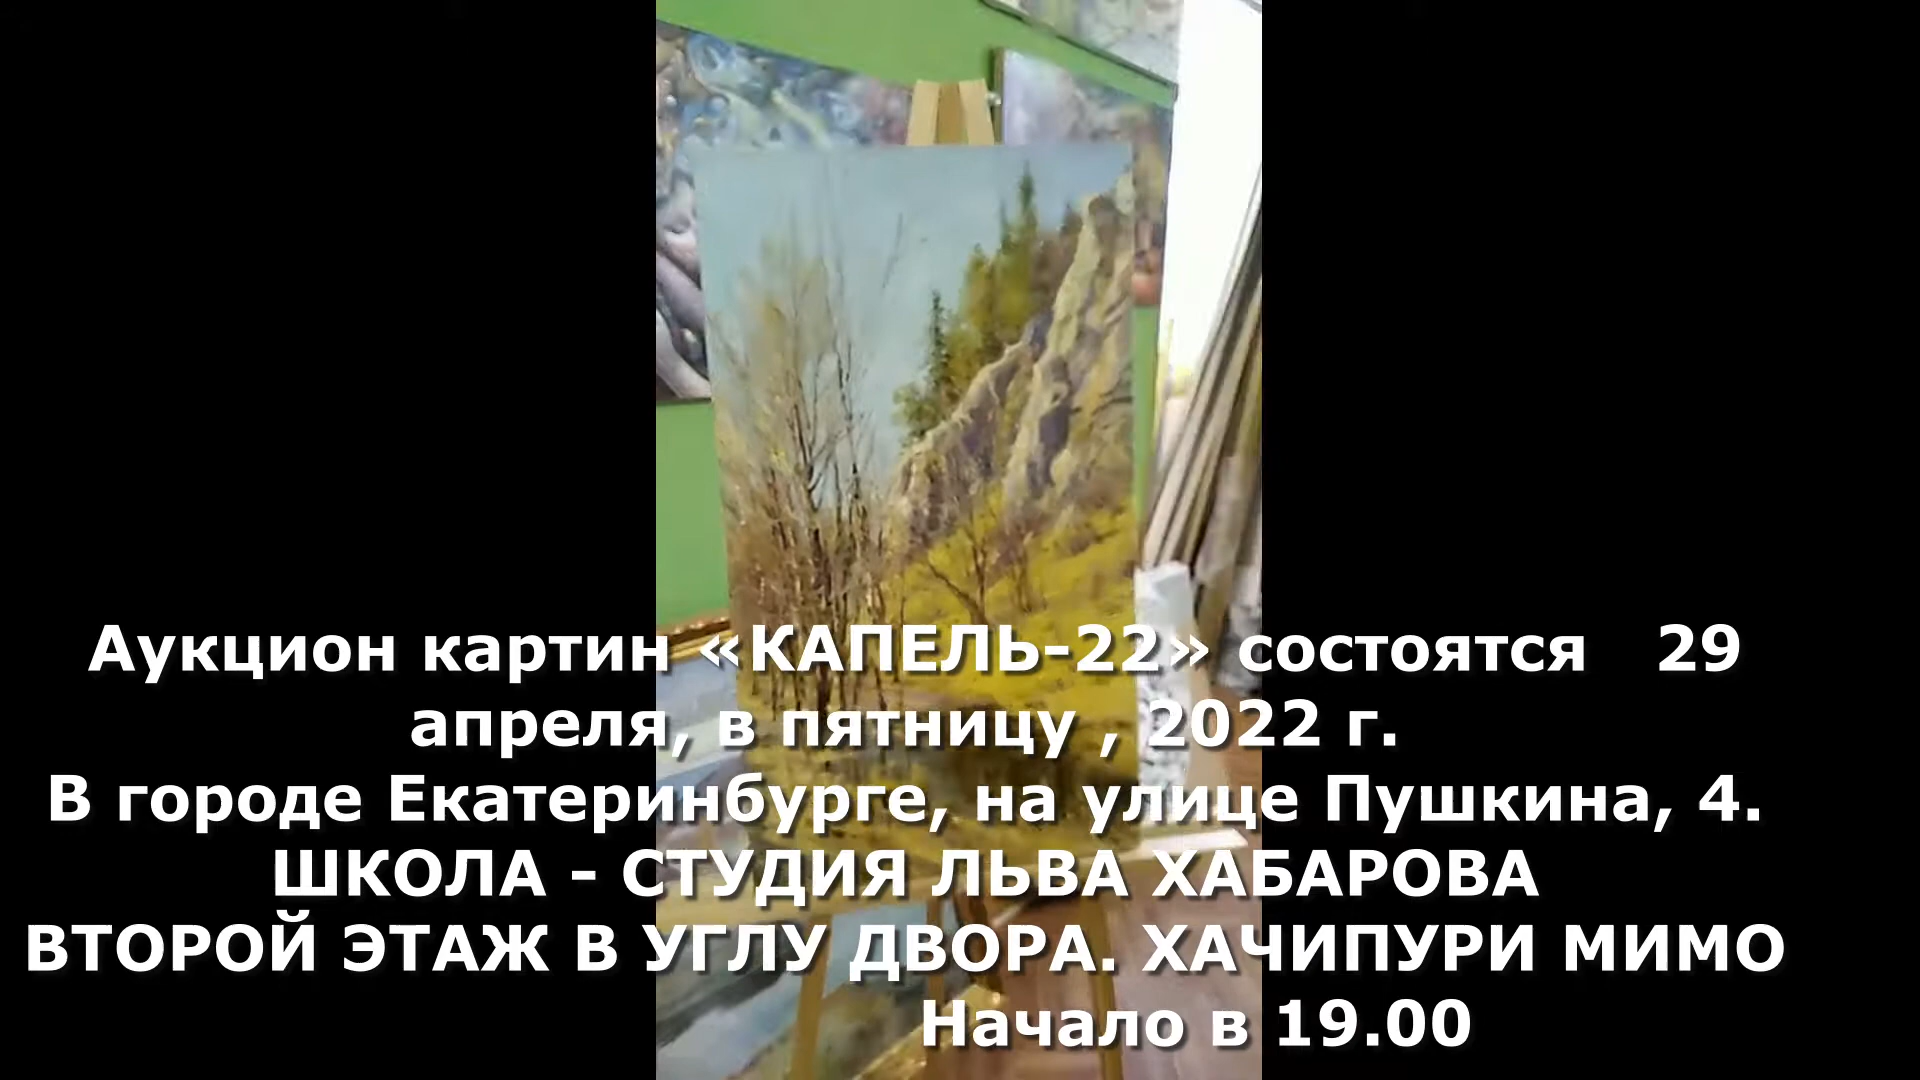 Аукцион картин «КАПЕЛЬ-22» состоятся 29
апреля, в пятницу , 2022 г.
В городе Екатеринбурге, на улице Пушкина, 4.
ШКОЛА - СТУДИЯ ЛЬВА ХАБАРОВА
ВТОРОЙ ЭТАЖ В УГЛУ ДВОРА. ХАЧИПУРИ МИМО
Начало в 19.00